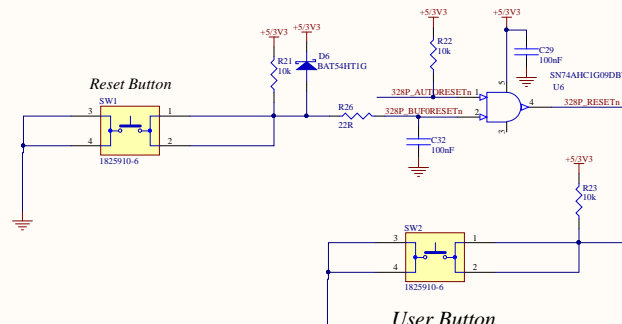 +5/3V3
+5/3V3
+5/3V3
+5/3V3
R21
10k
D6
BAT54HT1G
R22
10k
C29
100nF
SN74AHC1G09DB
U6
Reset Button
SW1
3
1
4
2
1825910-6
R26
22R
328P_AUTORESETn
1
328P_BUF0RESETn
2
5
4
3
328P_RESETn
C32
100nF
+5/3V3
R23
10k
SW2
3
1
4
2
1825910-6
User Button